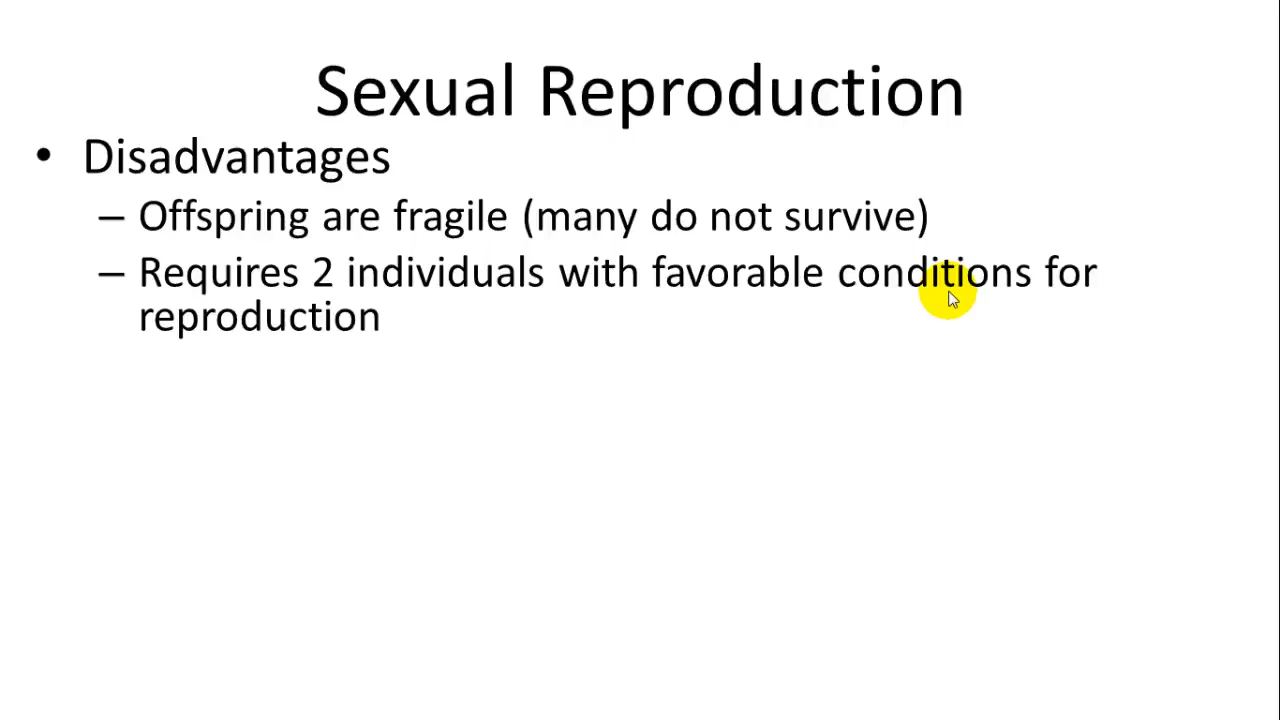 Sexual Reproduction
• Disadvantages
– Offspring are fragile (many do not survive)
– Requires 2 individuals with favorable conditions for
reproduction